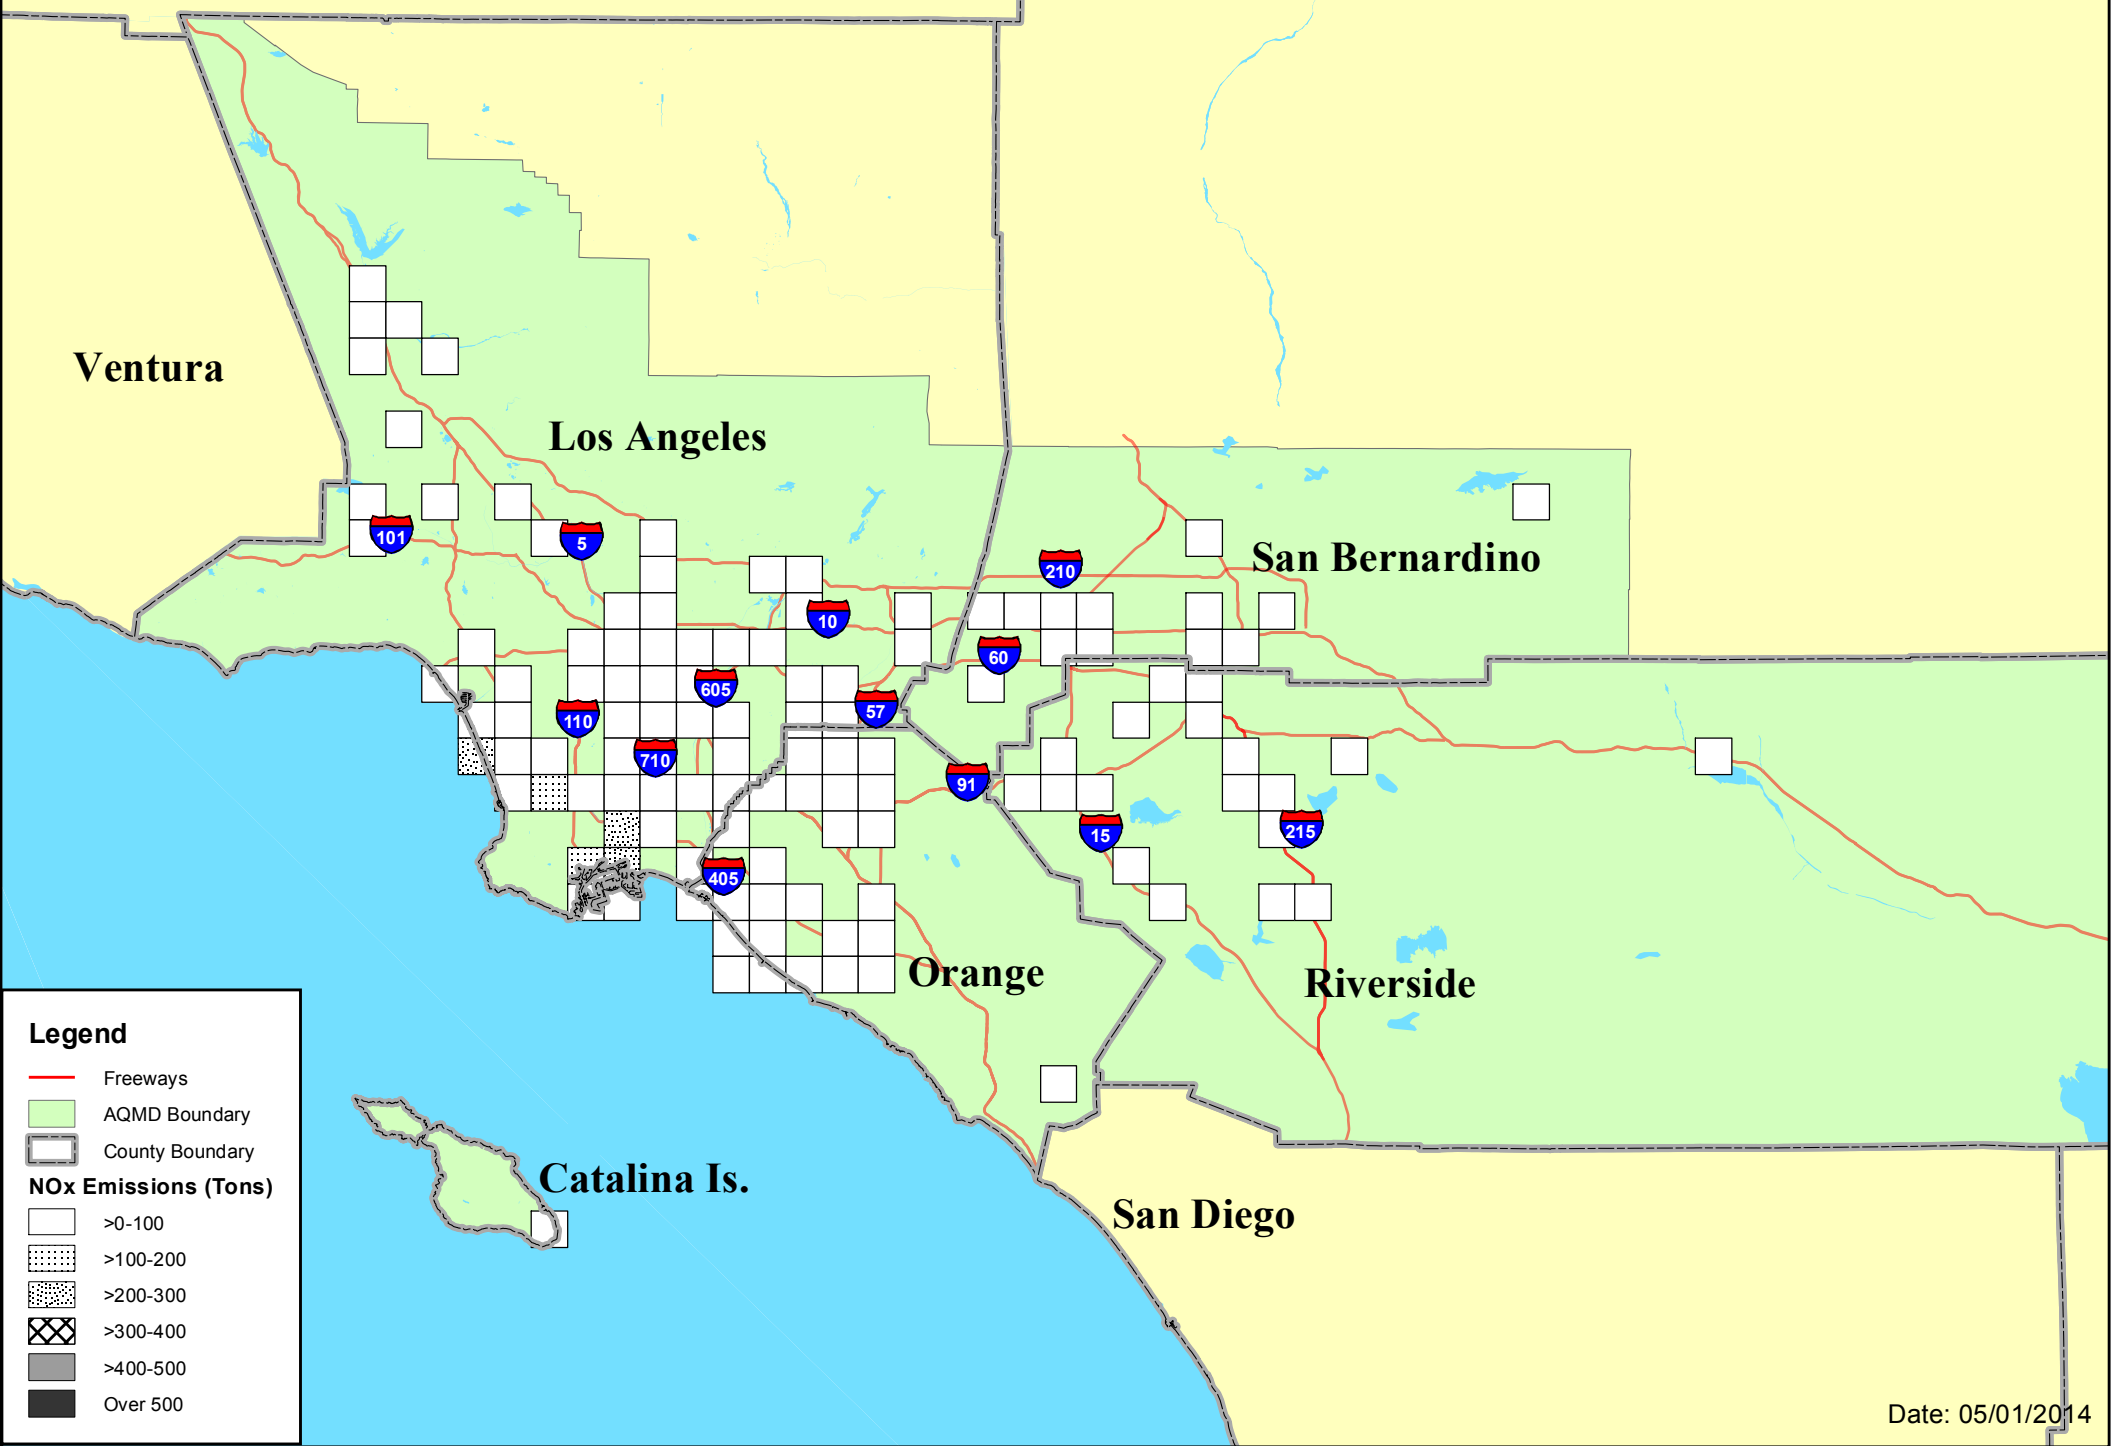 Ventura
Los Angeles
101
5
210
San Bernardino
10
60
605
57
110
710
91
15
215
405
Orange
Riverside
Catalina Is.
San Diego
Legend
Freeways
AQMD Boundary
County Boundary
NOx Emissions (Tons)
>0-100
>100-200
>200-300
>300-400
>400-500
Over 500
Date: 05/01/2014